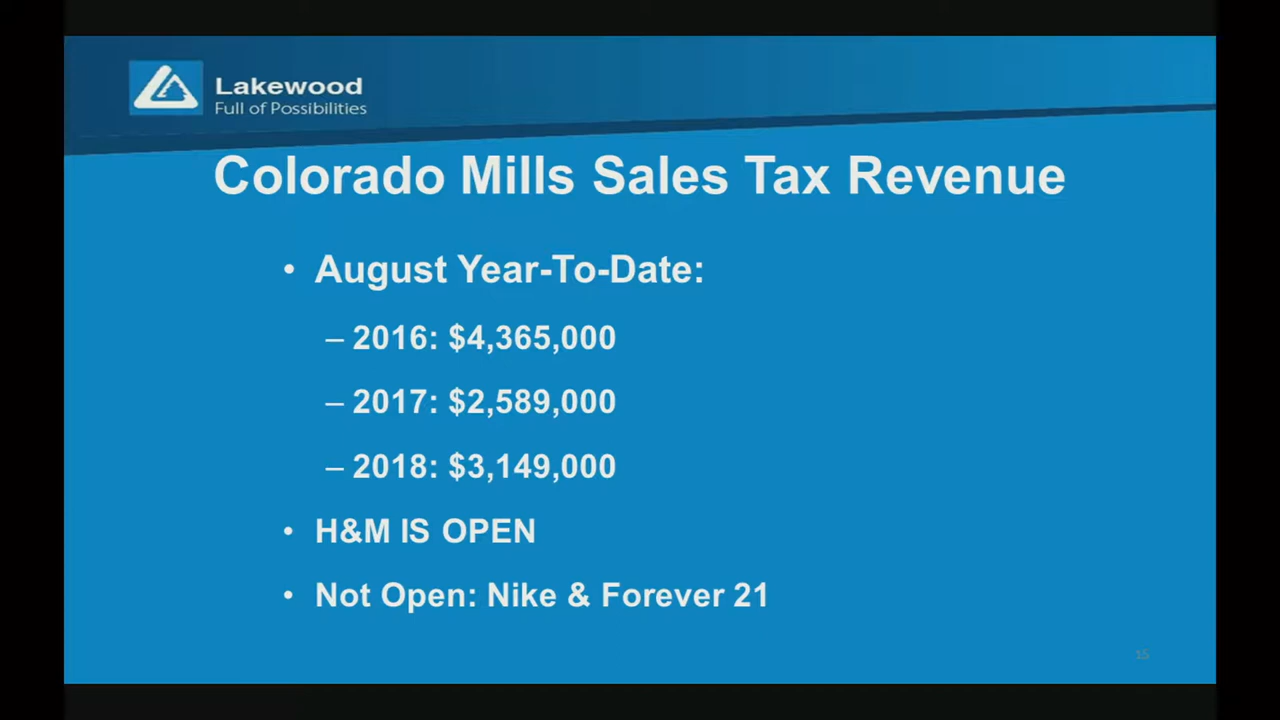 Lakewood
Full of Possibilities
Colorado Mills Sales Tax Revenue
• August Year-To-Date:
– 2016: $4,365,000
– 2017: $2,589,000
– 2018: $3,149,000
• H&M IS OPEN
• Not Open: Nike & Forever 21
15